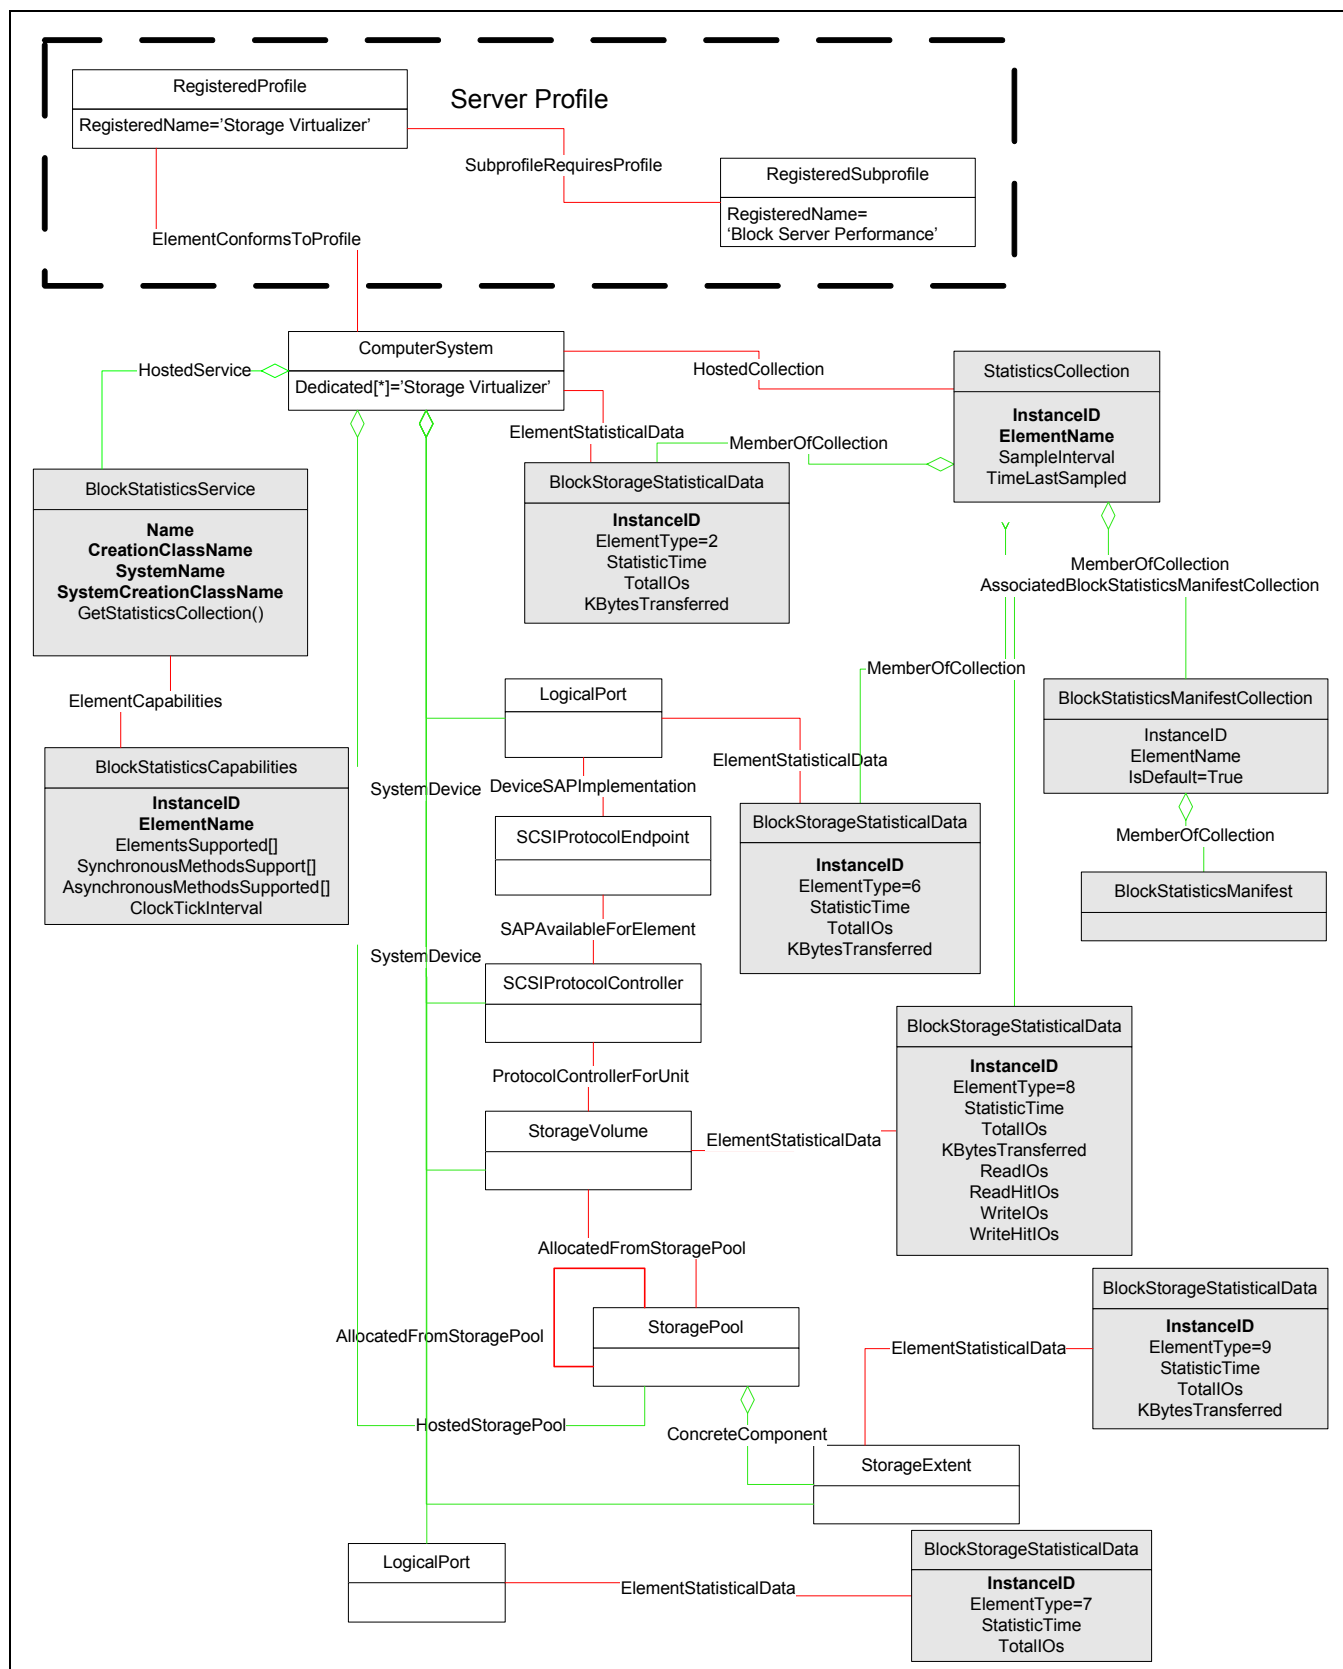 RegisteredProfile
RegisteredName='Storage Virtualizer'
Server Profile
SubprofileRequiresProfile
RegisteredSubprofile
RegisteredName=
‘Block Server Performance’
ElementConformsToProfile
ComputerSystem
Dedicated[*]=’Storage Virtualizer’
HostedService
HostedCollection
StatisticsCollection
InstanceID
ElementName
SampleInterval
TimeLastSampled
ElementStatisticalData
MemberOfCollection
BlockStatisticsService
Name
CreationClassName
SystemName
SystemCreationClassName
GetStatisticsCollection()
BlockStorageStatisticalData
InstanceID
ElementType=2
StatisticTime
TotalIOs
KBytesTransferred
MemberOfCollection
AssociatedBlockStatisticsManifestCollection
ElementCapabilities
BlockStatisticsCapabilities
InstanceID
ElementName
ElementsSupported[]
SynchronousMethodsSupport[]
AsynchronousMethodsSupported[]
ClockTickInterval
MemberOfCollection
LogicalPort
BlockStatisticsManifestCollection
InstanceID
ElementName
IsDefault=True
ElementStatisticalData
SystemDevice
DeviceSAPImplementation
SCSIProtocolEndpoint
BlockStorageStatisticalData
InstanceID
ElementType=6
StatisticTime
TotalIOs
KBytesTransferred
MemberOfCollection
BlockStatisticsManifest
SAPAvailableForElement
SystemDevice
SCSIProtocolController
ProtocolControllerForUnit
BlockStorageStatisticalData
InstanceID
ElementType=8
StatisticTime
TotalIOs
KBytesTransferred
ReadIOs
ReadHitIOs
WriteIOs
WriteHitIOs
StorageVolume
ElementStatisticalData
AllocatedFromStoragePool
StoragePool
AllocatedFromStoragePool
BlockStorageStatisticalData
InstanceID
ElementType=9
StatisticTime
TotalIOs
KBytesTransferred
ElementStatisticalData
HostedStoragePool
ConcreteComponent
StorageExtent
LogicalPort
ElementStatisticalData
BlockStorageStatisticalData
InstanceID
ElementType=7
StatisticTime
TotalIOs